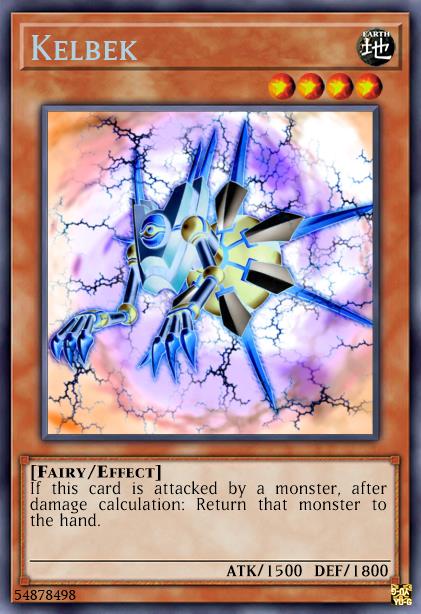 Kelbek
EARTH
地
[Fairy/Effect]
If this card is attacked by a monster, after
damage calculation: Return that monster to
the hand.
ATK/1500 DEF/1800
54878498